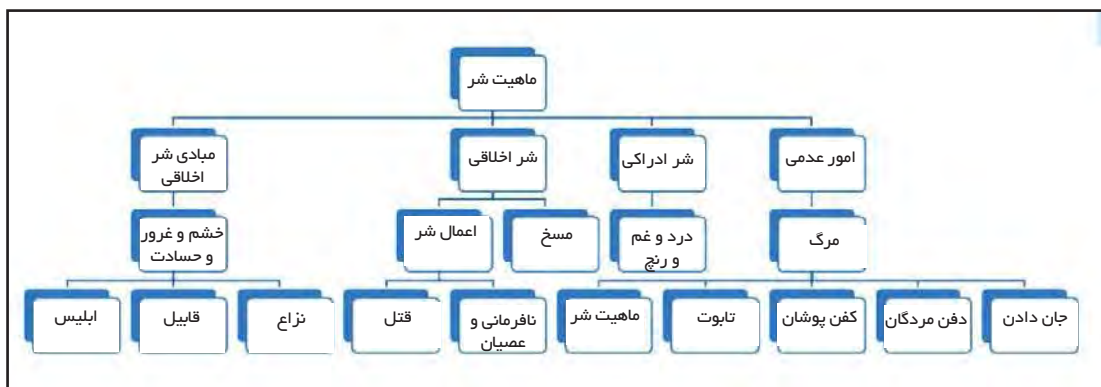 ماهیت شر
امور عدمی
شر ادراکی
شر اخلاقی
مبادی شر
اخلاقی
مرگ
درد و غم
و رنج
مسخ
اعمال شر
خشم و غرور
و حسادت
جان دادن
دفن مردگان
کفن پوشان
تابوت
ماهیت شر
نافرمانی و
عصیان
قتل
نزاع
قابیل
ابلیس